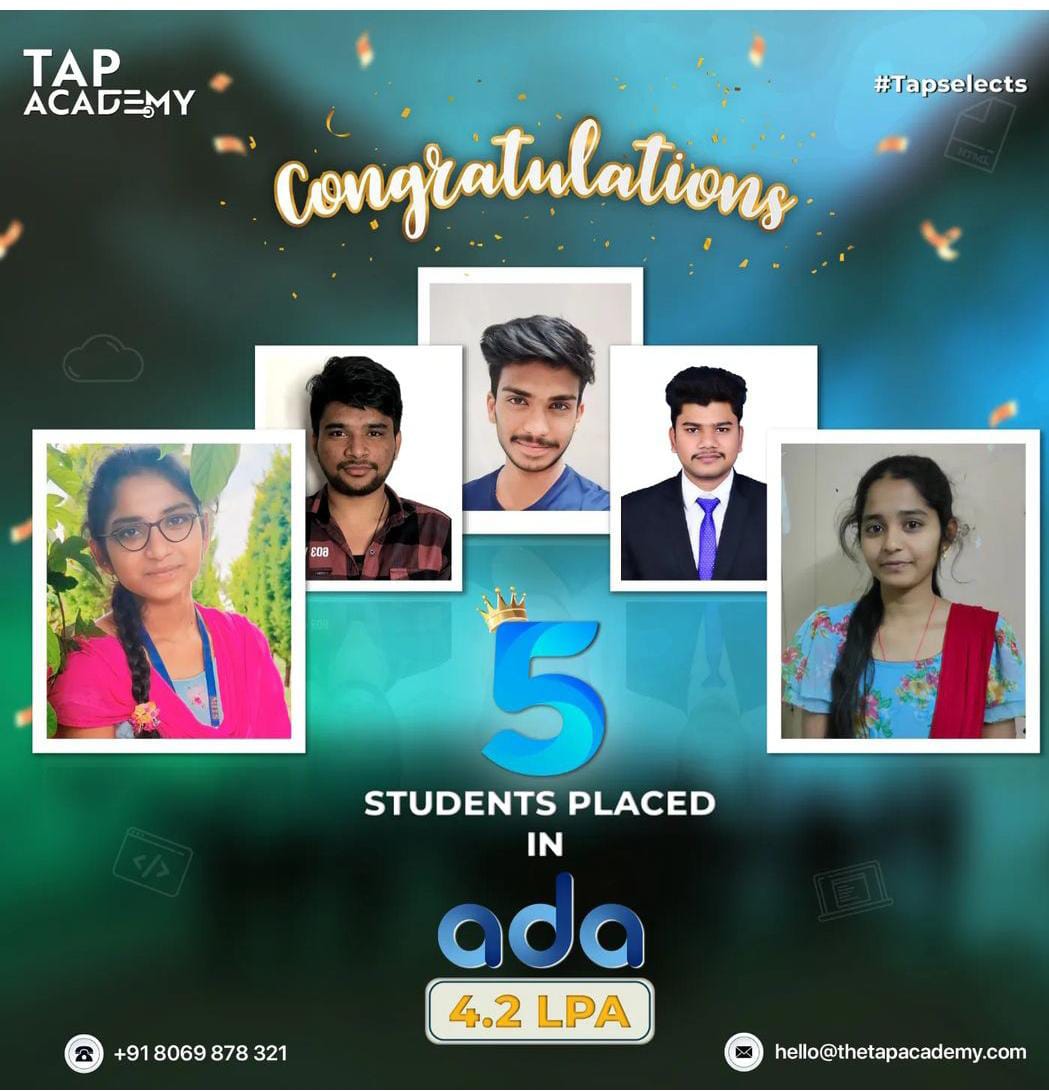 TAP
ACADEMY
#Tapselects
HTML
Congratulations
5
STUDENTS PLACED
IN
ada
4.2 LPA
+91 8069 878 321
hello@thetapacademy.com